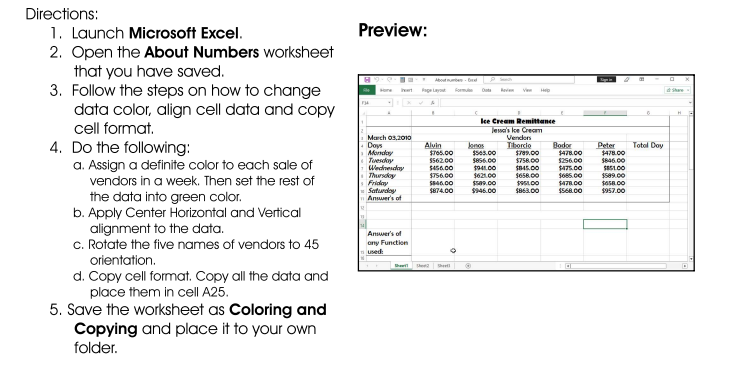 Directions:
1. Launch Microsoft Excel.
2. Open the About Numbers worksheet
that you have saved.
3. Follow the steps on how to change
data color, align cell data and copy
cell format.
4. Do the following:
a. Assign a definite color to each sale of
vendors in a week. Then set the rest of
the data into green color.
b. Apply Center Horizontal and Vertical
alignment to the data.
c. Rotate the five names of vendors to 45
orientation.
d. Copy cell format. Copy all the data and
place them in cell A25.
5. Save the worksheet as Coloring and
Copying and place it to your own
folder.
Preview:
About numbers - Excel Search Sign in
File Home Insert Page Layout Formulas Data Review View Help Share
A B C D E F G H
1 Ice Cream Remittance
2 Jessa's Ice Cream
3 March 03,2010 Vendors
4 Days Alvin Jonas Tiborcio Bador Peter Total Day
5 Monday $765.00 $563.00 $789.00 $478.00 $478.00
6 Tuesday $562.00 $856.00 $758.00 $256.00 $846.00
7 Wednesday $456.00 $941.00 $845.00 $475.00 $851.00
8 Thursday $756.00 $621.00 $658.00 $685.00 $589.00
9 Friday $846.00 $589.00 $951.00 $478.00 $658.00
10 Saturday $874.00 $946.00 $863.00 $568.00 $957.00
11 Answer's of
12
13
14
Answer's of
any Function
15 used:
16
Sheet1 Sheet2 Sheet3